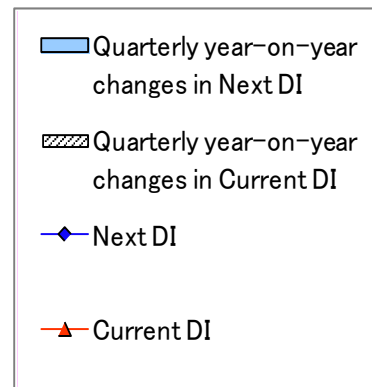 Quarterly year-on-year
changes in Next DI
Quarterly year-on-year
changes in Current DI
Next DI
Current DI